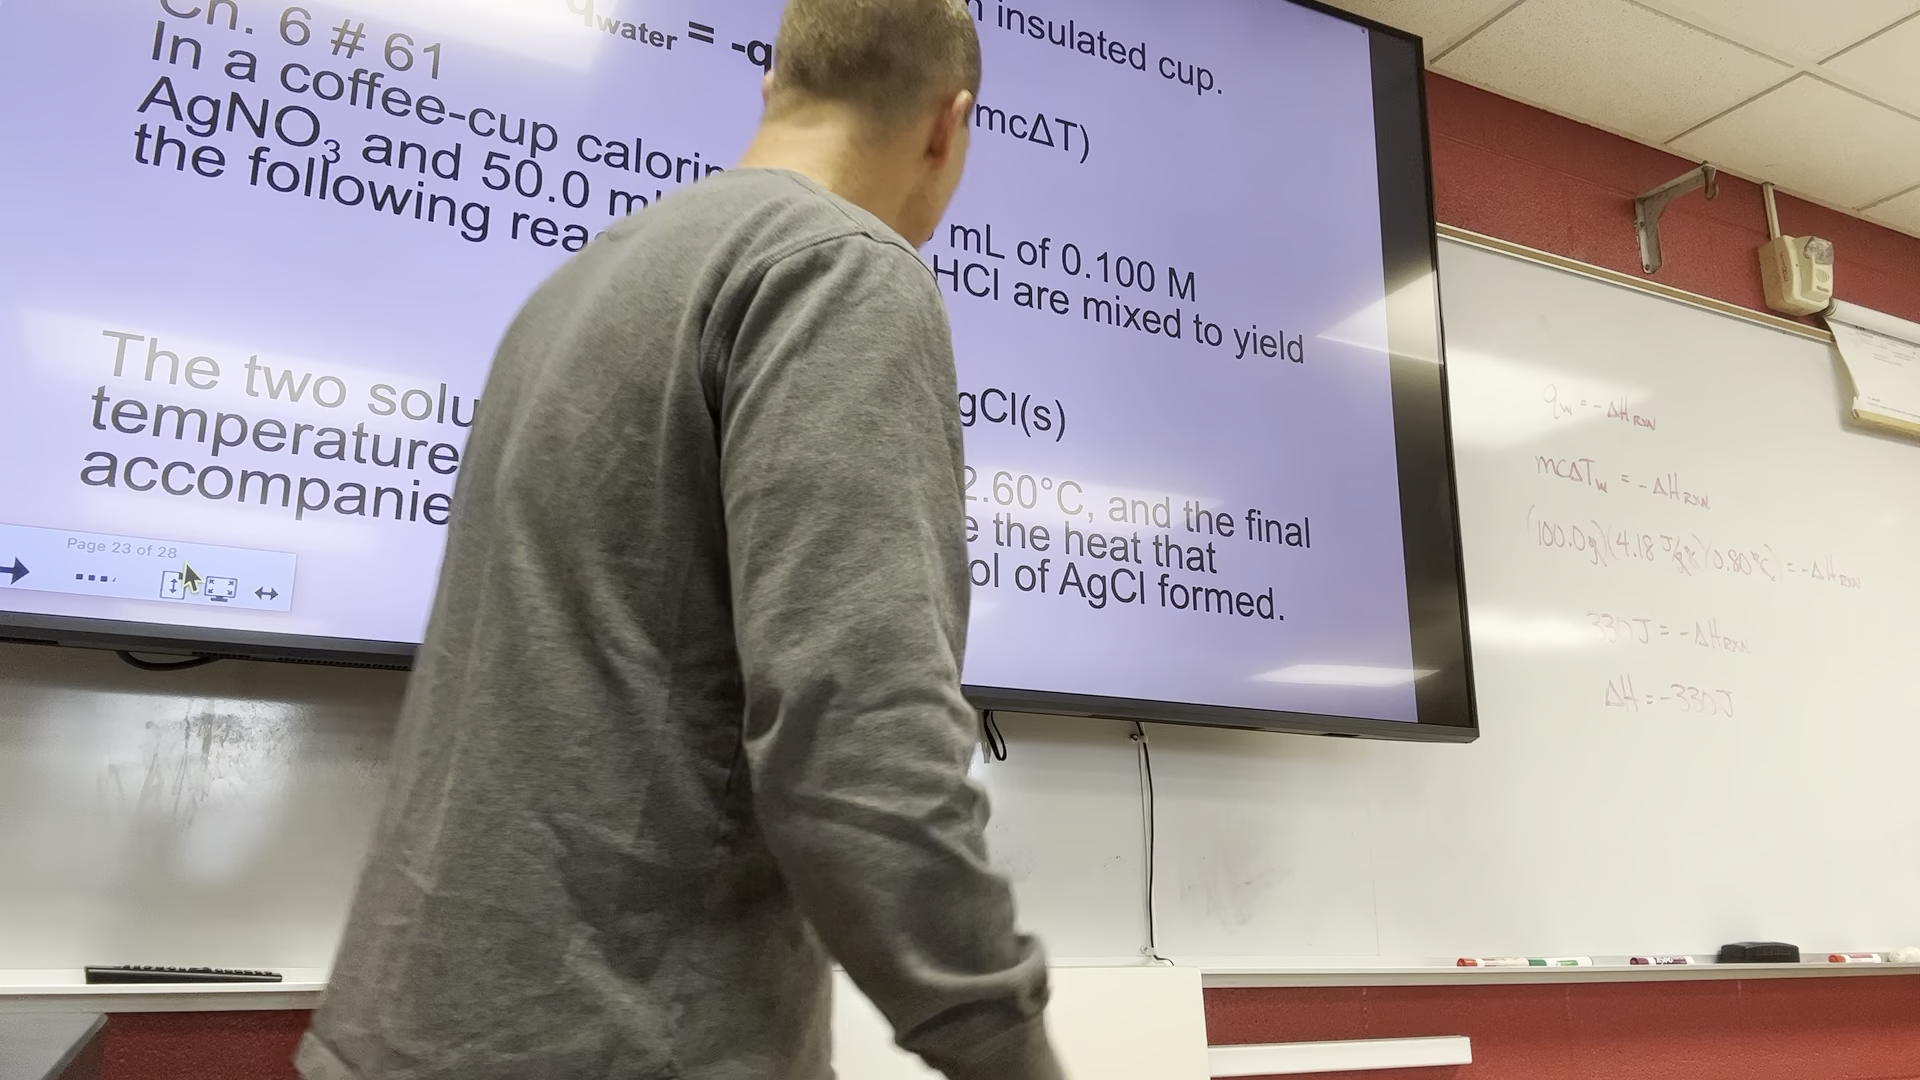 Ch. 6 # 61
qwater = -q
n insulated cup.
mcΔT)
In a coffee-cup calorim
mL of 0.100 M
AgNO₃ and 50.0 mL
HCl are mixed to yield
the following rea
gCl(s)
The two solu
2.60°C, and the final
temperature
e the heat that
accompanie
ol of AgCl formed.
Page 23 of 28
qw = -ΔHRXN
mcΔTw = -ΔHRXN
(100.0g)(4.18 J/g°C)(0.80°C) = -ΔHRXN
330J = -ΔHRXN
ΔH = -330J
EXPO